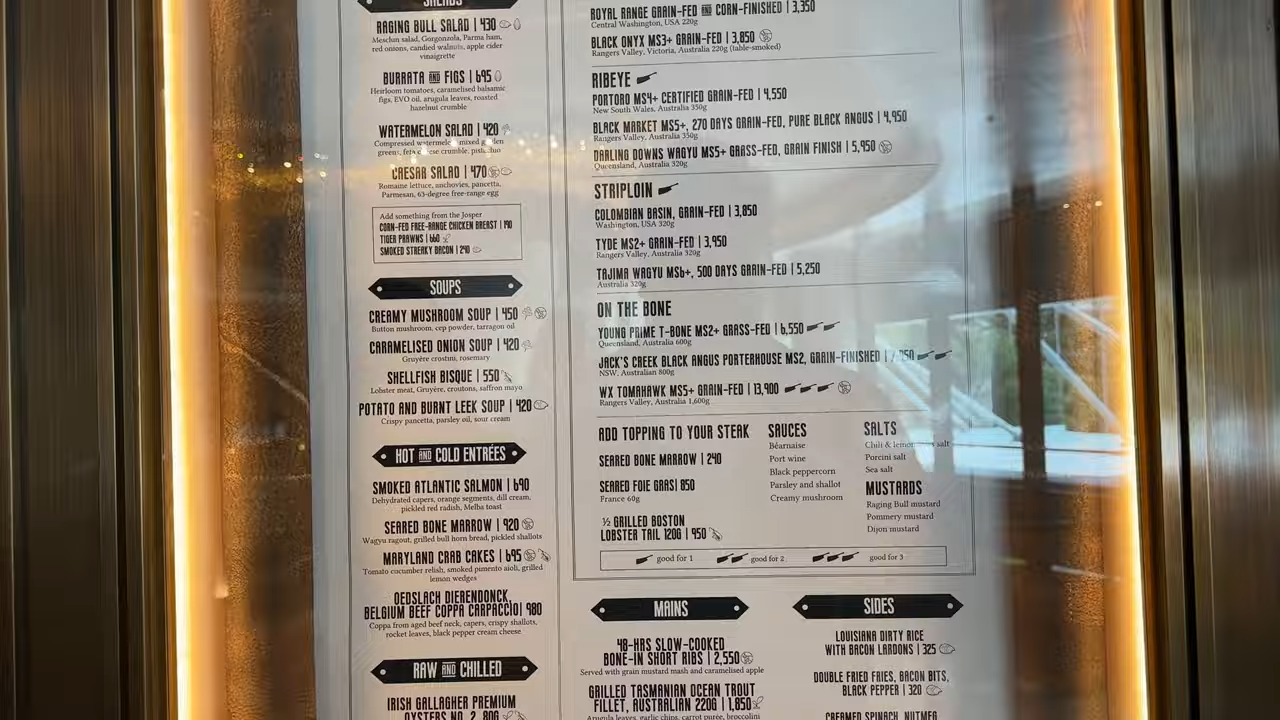 SALADS
RAGING BULL SALAD | 430
Mesclun salad, Gorgonzola, Parma ham,
red onions, candied walnuts, apple cider
vinaigrette
BURRATA AND FIGS | 695
Heirloom tomatoes, caramelised balsamic
figs, EVO oil, arugula leaves, roasted
hazelnut crumble
WATERMELON SALAD | 420
Compressed watermelon, mixed garden
greens, feta cheese crumble, pistachio
CAESAR SALAD | 470
Romaine lettuce, anchovies, pancetta,
Parmesan, 63-degree free-range egg
Add something from the Josper
CORN-FED FREE-RANGE CHICKEN BREAST | 190
TIGER PRAWNS | 660
SMOKED STREAKY BACON | 240
SOUPS
CREAMY MUSHROOM SOUP | 450
Button mushroom, cep powder, tarragon oil
CARAMELISED ONION SOUP | 420
Gruyère crostini, rosemary
SHELLFISH BISQUE | 550
Lobster meat, Gruyère, croutons, saffron mayo
POTATO AND BURNT LEEK SOUP | 420
Crispy pancetta, parsley oil, sour cream
HOT AND COLD ENTRÉES
SMOKED ATLANTIC SALMON | 690
Dehydrated capers, orange segments, dill cream,
pickled red radish, Melba toast
SEARED BONE MARROW | 920
Wagyu ragout, grilled bull horn bread, pickled shallots
MARYLAND CRAB CAKES | 695
Tomato cucumber relish, smoked pimento aioli, grilled
lemon wedges
OEDSLACH DIERENDONCK,
BELGIUM BEEF COPPA CARPACCIO| 980
Coppa from aged beef neck, capers, crispy shallots,
rocket leaves, black pepper cream cheese
RAW AND CHILLED
IRISH GALLAGHER PREMIUM
OYSTERS NO. 2, 80G
ROYAL RANGE GRAIN-FED AND CORN-FINISHED | 3,350
Central Washington, USA 220g
BLACK ONYX MS3+ GRAIN-FED | 3,850
Rangers Valley, Victoria, Australia 220g (table-smoked)
RIBEYE
PORTORO MS4+ CERTIFIED GRAIN-FED | 4,550
New South Wales, Australia 350g
BLACK MARKET MS5+, 270 DAYS GRAIN-FED, PURE BLACK ANGUS | 4,950
Rangers Valley, Australia 350g
DARLING DOWNS WAGYU MS5+ GRASS-FED, GRAIN FINISH | 5,950
Queensland, Australia 320g
STRIPLOIN
COLOMBIAN BASIN, GRAIN-FED | 3,850
Washington, USA 320g
TYDE MS2+ GRAIN-FED | 3,950
Rangers Valley, Australia 320g
TAJIMA WAGYU MS6+, 500 DAYS GRAIN-FED | 5,250
Australia 320g
ON THE BONE
YOUNG PRIME T-BONE MS2+ GRASS-FED | 6,550
Queensland, Australia 600g
JACK'S CREEK BLACK ANGUS PORTERHOUSE MS2, GRAIN-FINISHED |
NSW, Australian 800g
WX TOMAHAWK MS5+ GRAIN-FED | 13,900
Rangers Valley, Australia 1,600g
ADD TOPPING TO YOUR STEAK
SEARED BONE MARROW | 240
SEARED FOIE GRAS| 850
France 60g
½ GRILLED BOSTON
LOBSTER TAIL 120G | 950
SAUCES
Béarnaise
Port wine
Black peppercorn
Parsley and shallot
Creamy mushroom
SALTS
Chili & salt
Porcini salt
Sea salt
MUSTARDS
Raging Bull mustard
Pommery mustard
Dijon mustard
good for 1 good for 2 good for 3
MAINS
48-HRS SLOW-COOKED
BONE-IN SHORT RIBS | 2,550
Served with grain mustard mash and caramelised apple
GRILLED TASMANIAN OCEAN TROUT
FILLET, AUSTRALIAN 220G | 1,850
Arugula leaves, garlic chips, carrot purée, broccolini
SIDES
LOUISIANA DIRTY RICE
WITH BACON LARDONS | 325
DOUBLE FRIED FRIES, BACON BITS,
BLACK PEPPER | 320
CREAMED SPINACH, NUTMEG